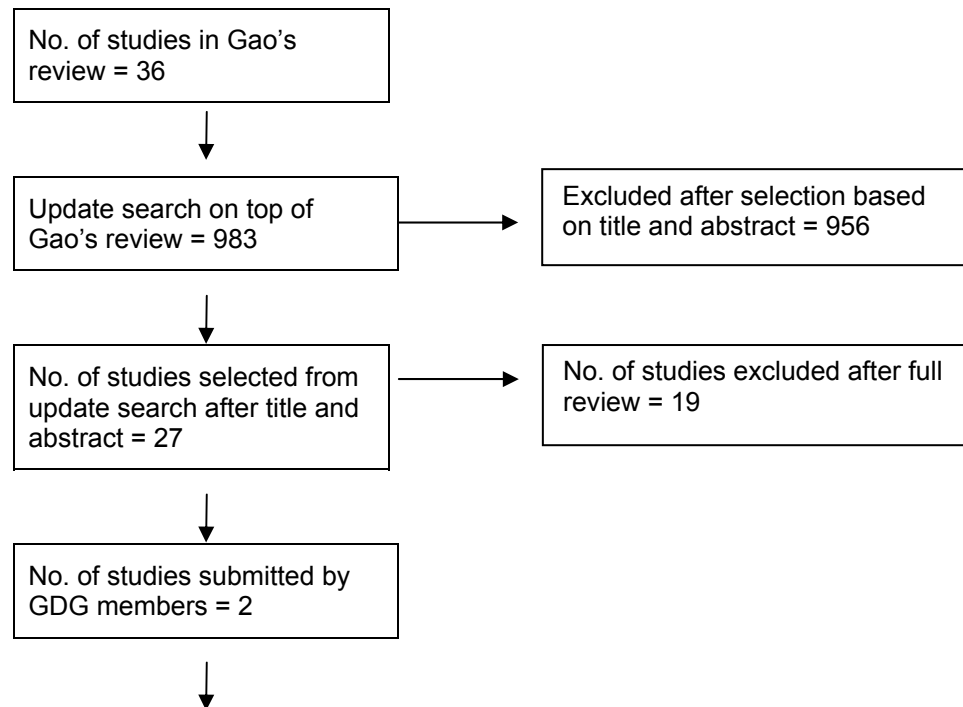 No. of studies in Gao’s
review = 36
Update search on top of
Gao’s review = 983
Excluded after selection based
on title and abstract = 956
No. of studies selected from
update search after title and
abstract = 27
No. of studies excluded after full
review = 19
No. of studies submitted by
GDG members = 2